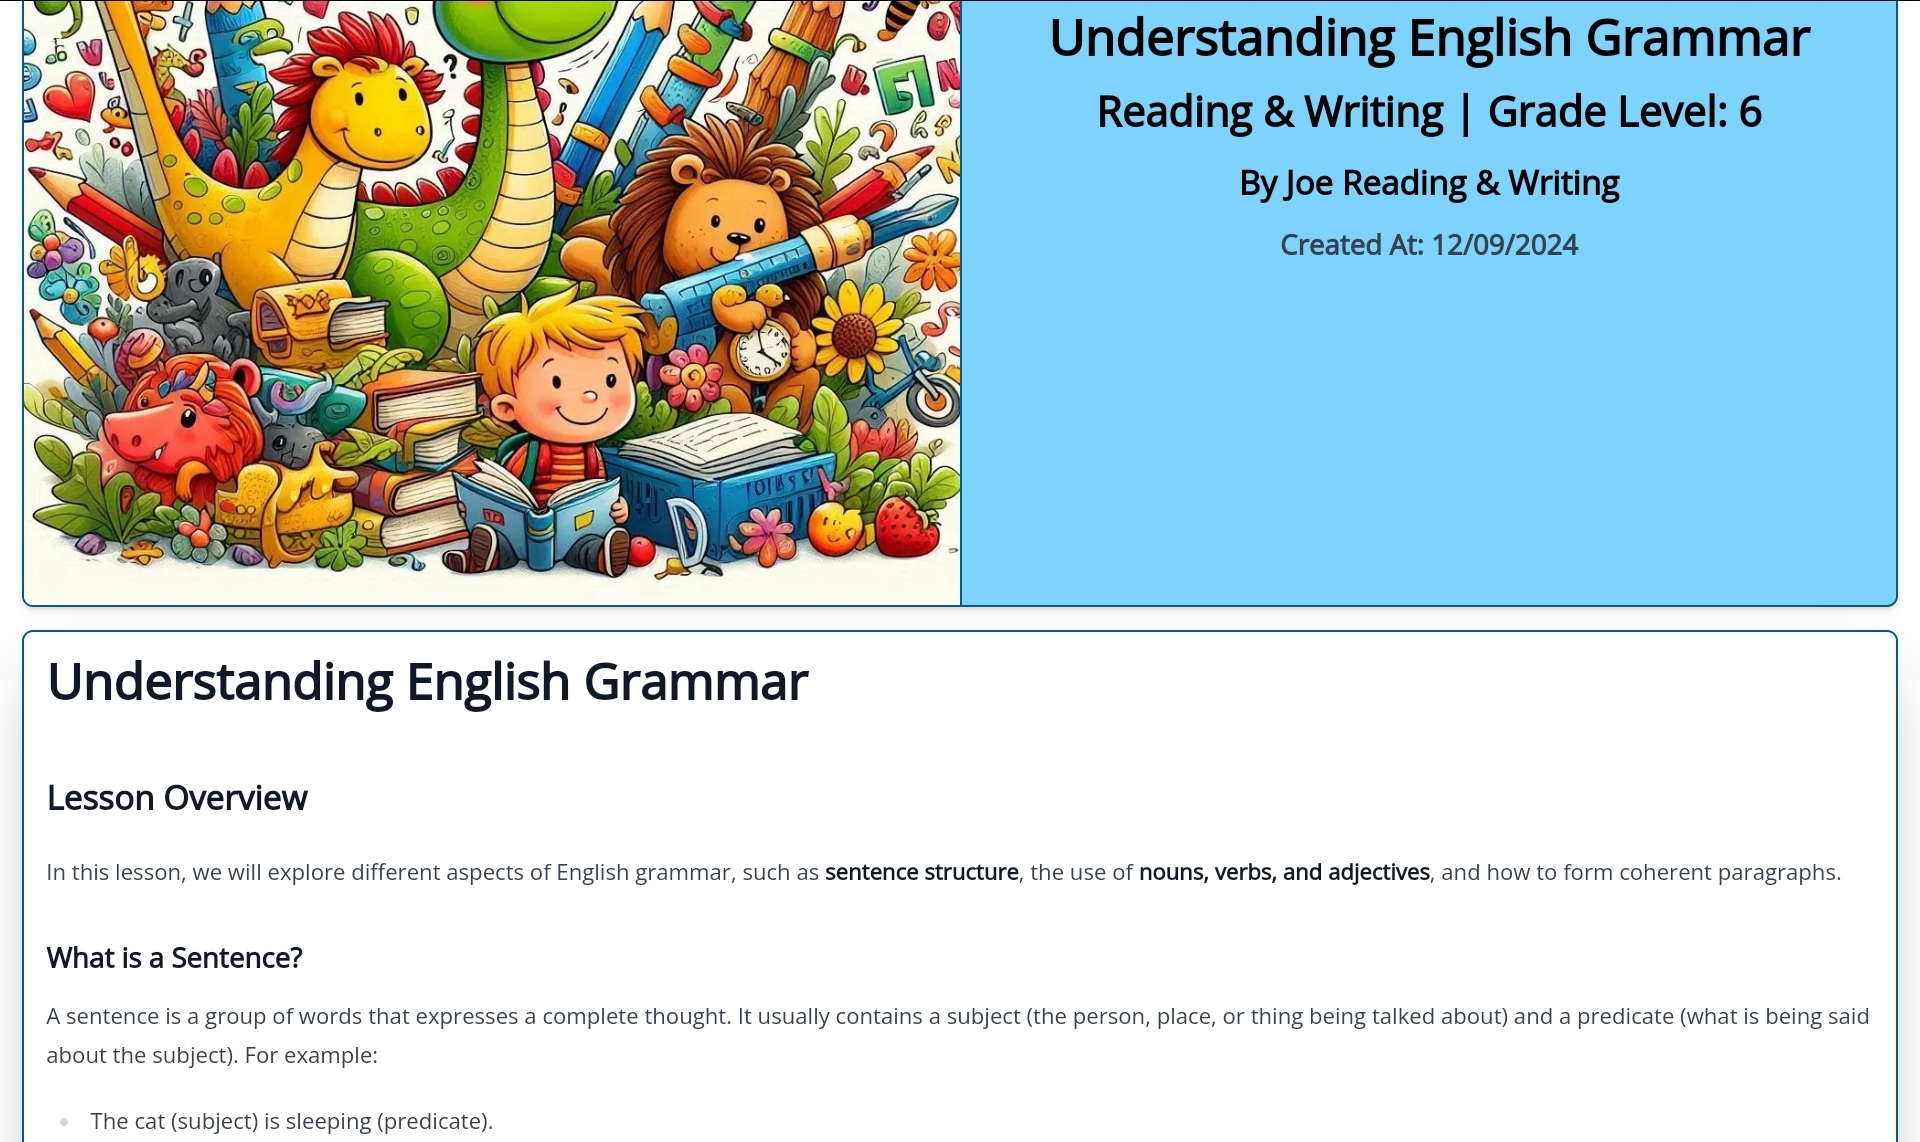 Understanding English Grammar
Reading & Writing | Grade Level: 6
By Joe Reading & Writing
Created At: 12/09/2024
Understanding English Grammar
Lesson Overview
In this lesson, we will explore different aspects of English grammar, such as sentence structure, the use of nouns, verbs, and adjectives, and how to form coherent paragraphs.
What is a Sentence?
A sentence is a group of words that expresses a complete thought. It usually contains a subject (the person, place, or thing being talked about) and a predicate (what is being said
about the subject). For example:
The cat (subject) is sleeping (predicate).